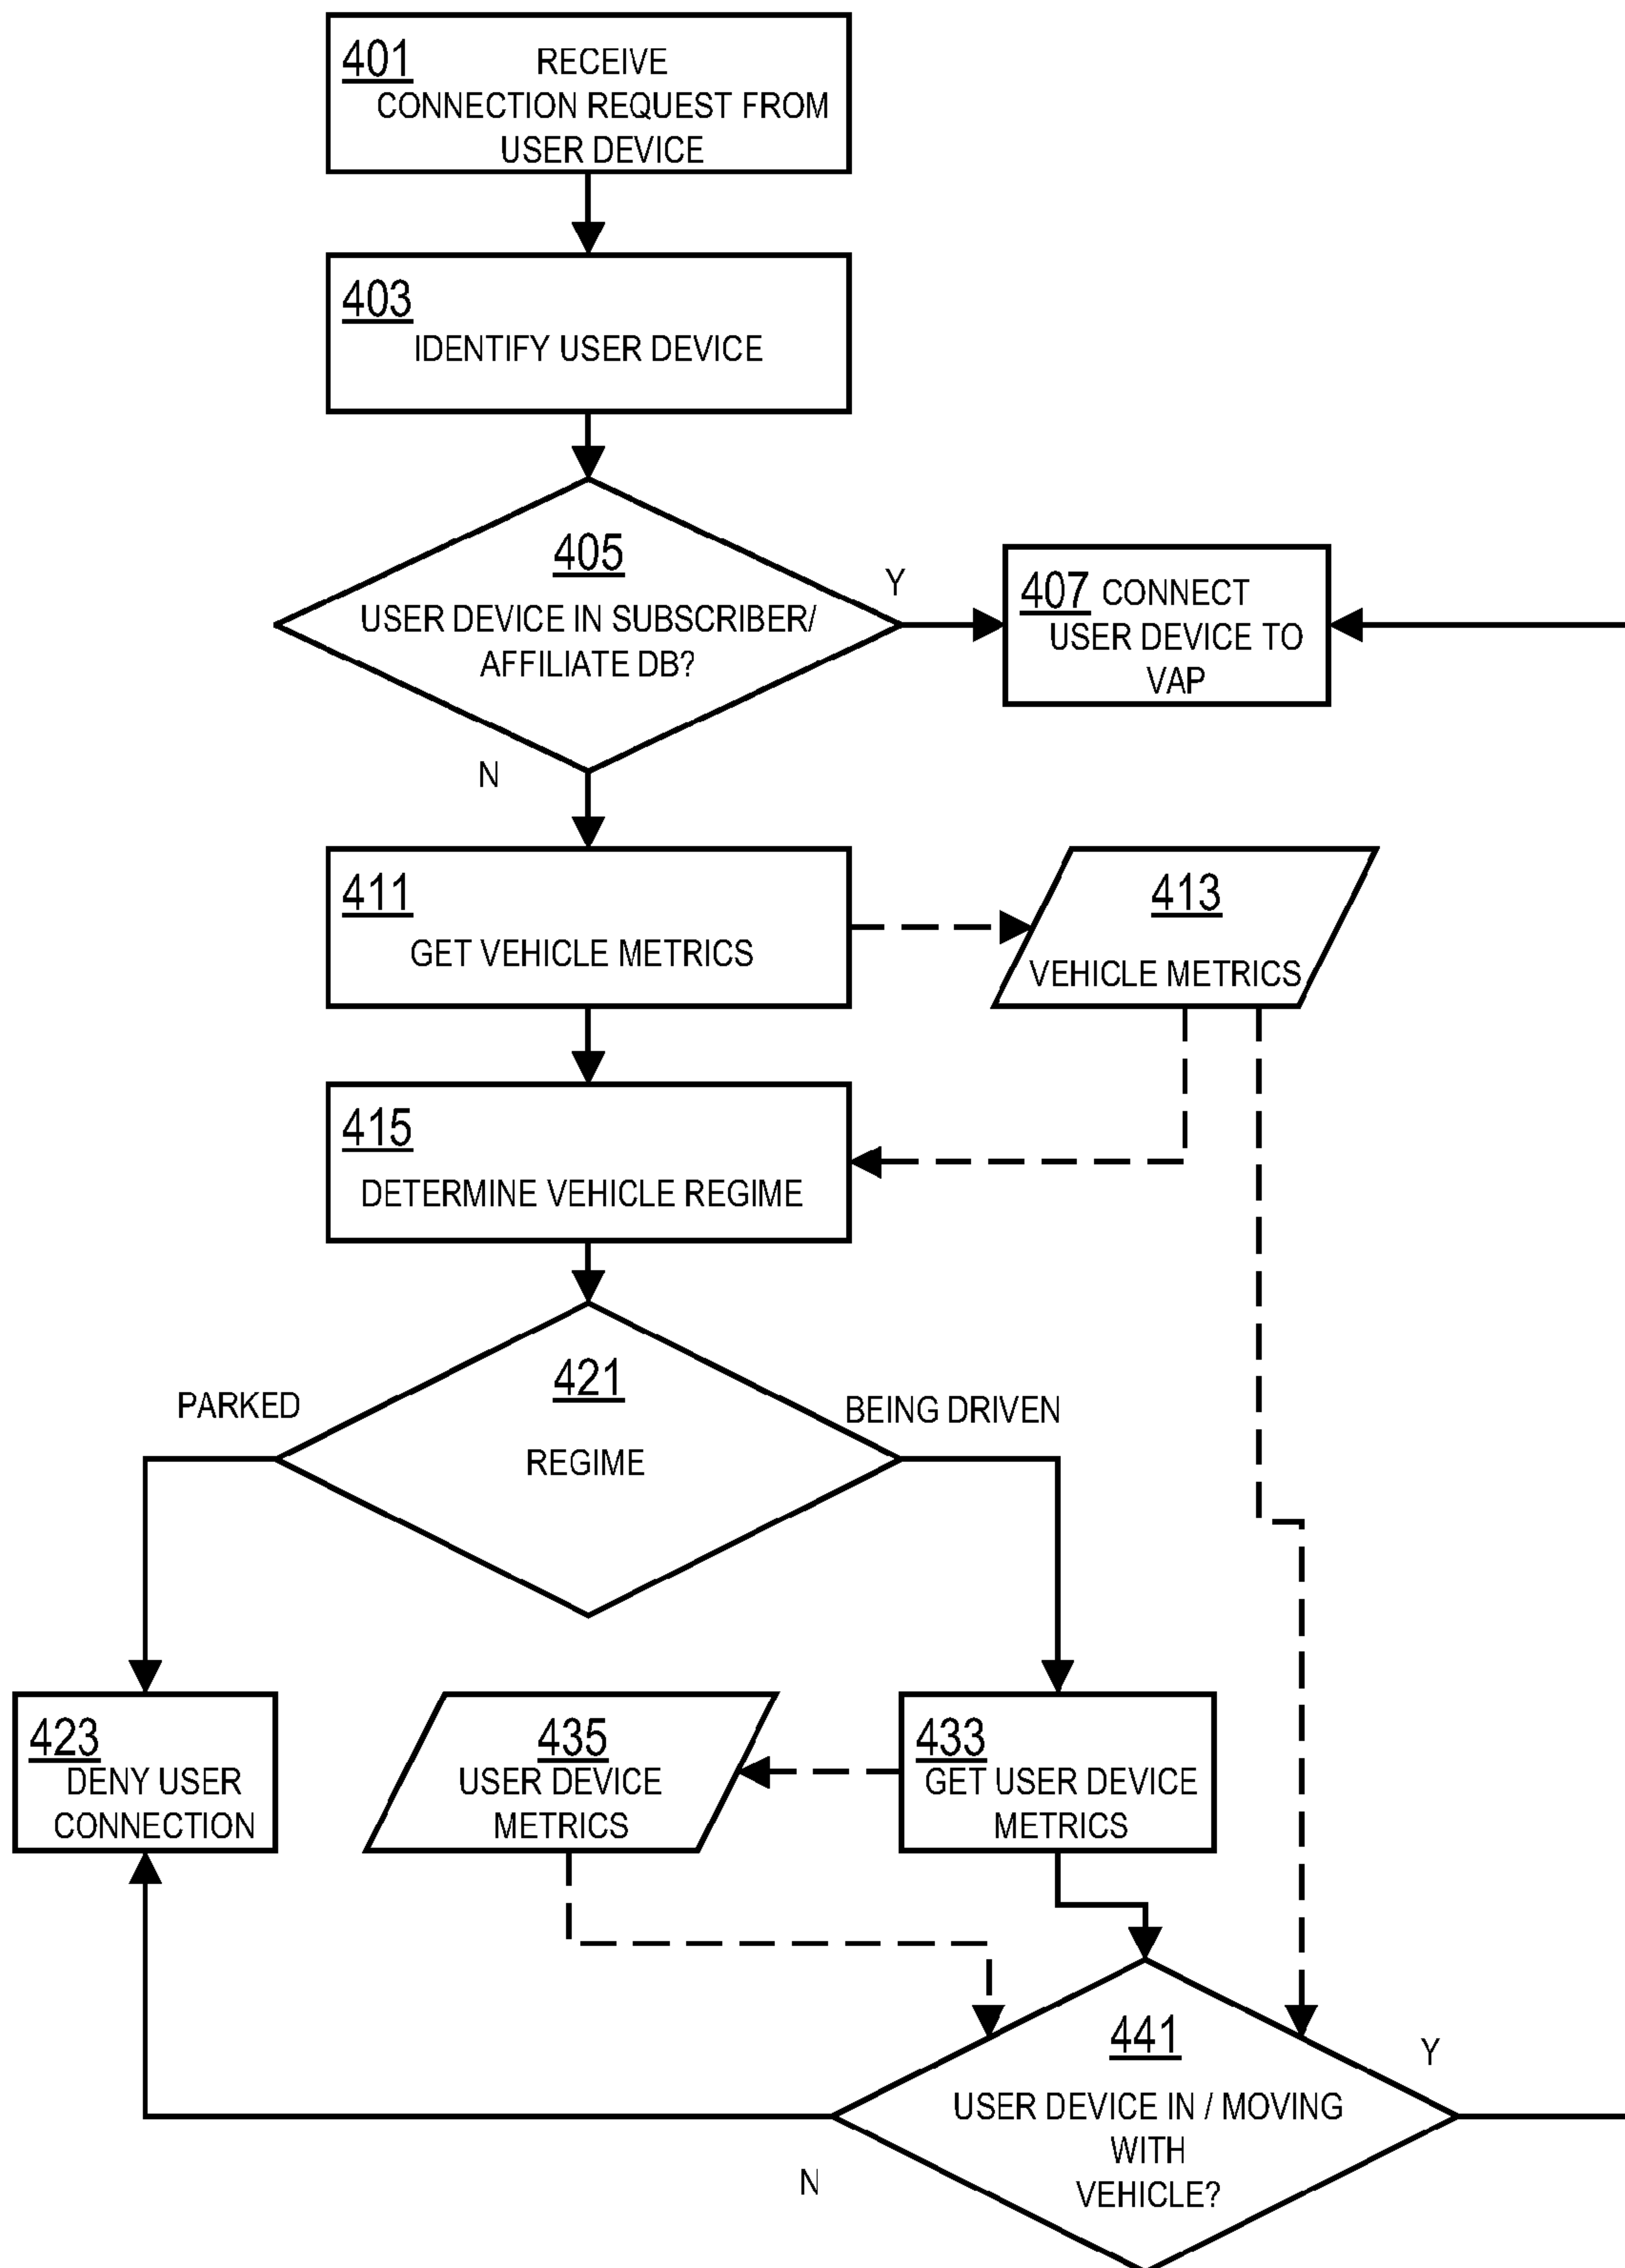 401 RECEIVE
CONNECTION REQUEST FROM
USER DEVICE
403
IDENTIFY USER DEVICE
405
USER DEVICE IN SUBSCRIBER/
AFFILIATE DB?
Y
N
407 CONNECT
USER DEVICE TO
VAP
411
GET VEHICLE METRICS
413
VEHICLE METRICS
415
DETERMINE VEHICLE REGIME
421
REGIME
PARKED
BEING DRIVEN
423
DENY USER
CONNECTION
435
USER DEVICE
METRICS
433
GET USER DEVICE
METRICS
441
USER DEVICE IN / MOVING
WITH
VEHICLE?
Y
N